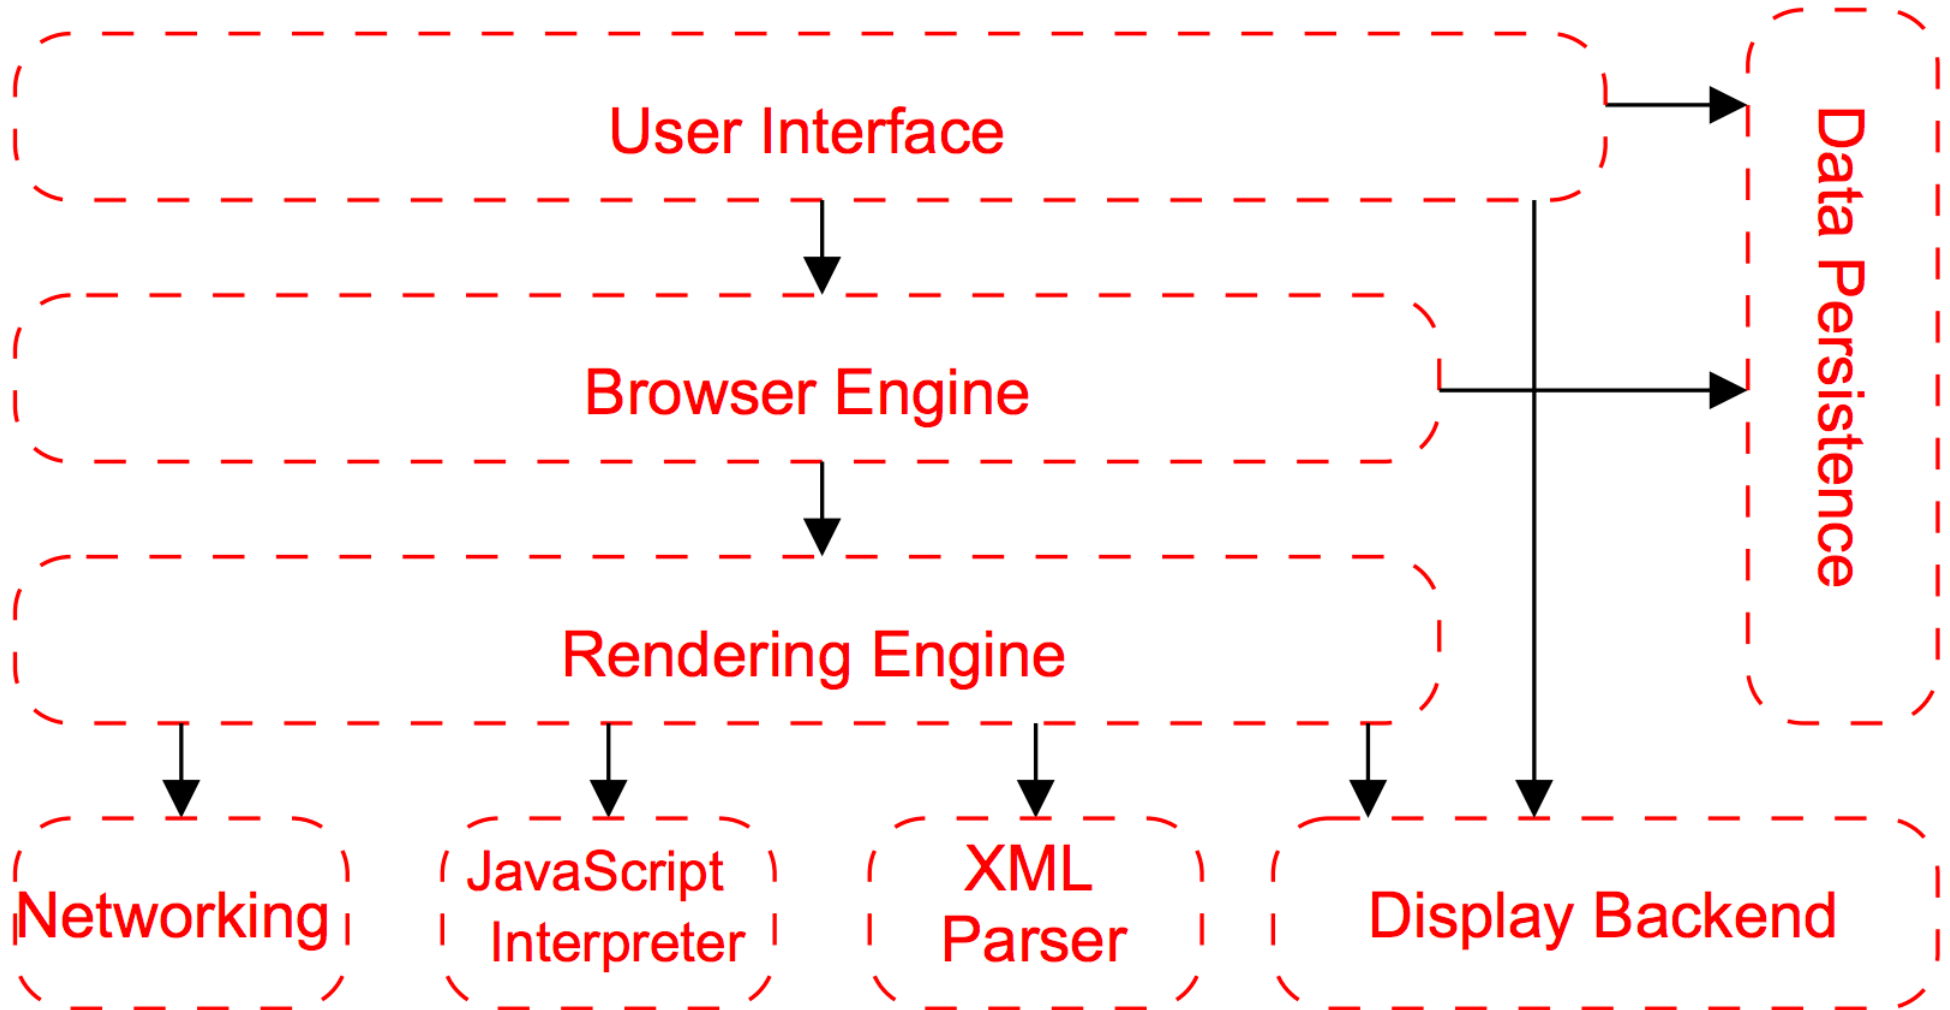 User Interface
Data Persistence
Browser Engine
Rendering Engine
Networking
JavaScript
Interpreter
XML
Parser
Display Backend